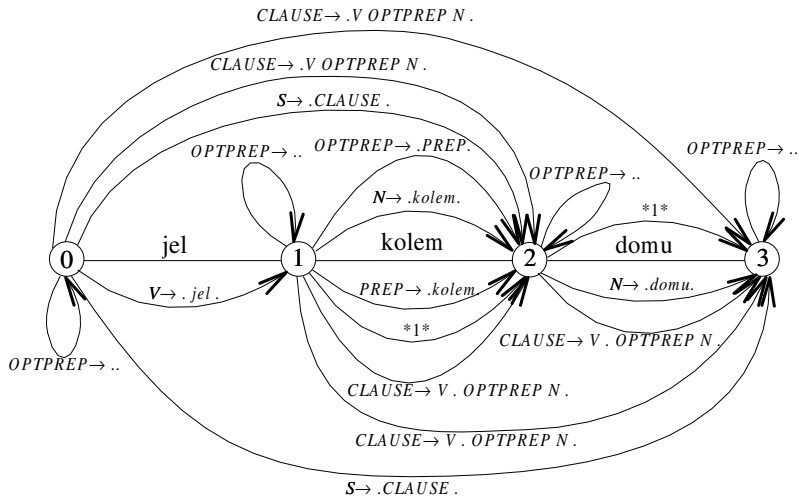 CLAUSE→ .V OPTPREP N .
CLAUSE→ .V OPTPREP N .
S→ .CLAUSE .
OPTPREP→ ..
OPTPREP→ .PREP.
OPTPREP→ ..
OPTPREP→ ..
N→ .kolem.
*1*
0 jel 1 kolem 2 domu 3
V→ . jel .
PREP→ .kolem.
N→ .domu.
*1*
CLAUSE→ V . OPTPREP N .
OPTPREP→ ..
CLAUSE→ V . OPTPREP N .
CLAUSE→ V . OPTPREP N .
S→ .CLAUSE .